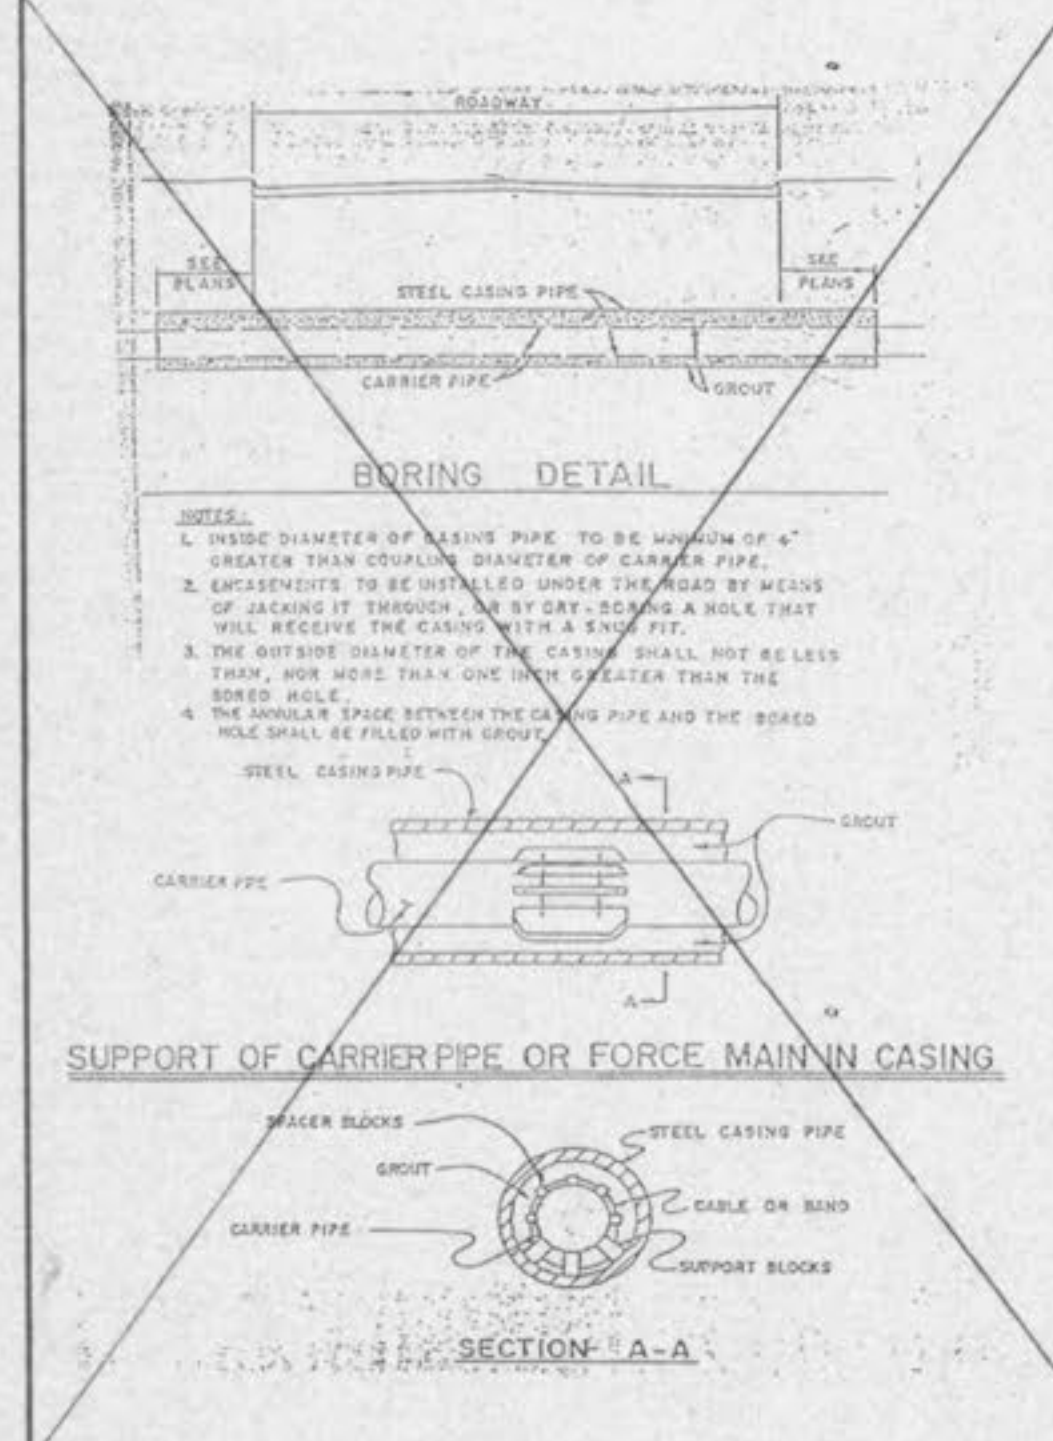 ROADWAY
SEE
PLANS
SEE
PLANS
STEEL CASING PIPE
CARRIER PIPE
GROUT
BORING DETAIL
NOTES:
1. INSIDE DIAMETER OF CASING PIPE TO BE MINIMUM OF 4"
GREATER THAN COUPLING DIAMETER OF CARRIER PIPE.
2. ENCASEMENTS TO BE INSTALLED UNDER THE ROAD BY MEANS
OF JACKING IT THROUGH, OR BY DRY-BORING A HOLE THAT
WILL RECEIVE THE CASING WITH A SNUG FIT.
3. THE OUTSIDE DIAMETER OF THE CASING SHALL NOT BE LESS
THAN, NOR MORE THAN ONE INCH GREATER THAN THE
BORED HOLE.
4. THE ANNULAR SPACE BETWEEN THE CASING PIPE AND THE BORED
HOLE SHALL BE FILLED WITH GROUT.
STEEL CASING PIPE
A
GROUT
CARRIER PIPE
A
SUPPORT OF CARRIER PIPE OR FORCE MAIN IN CASING
SPACER BLOCKS
STEEL CASING PIPE
GROUT
CABLE OR BAND
CARRIER PIPE
SUPPORT BLOCKS
SECTION A-A